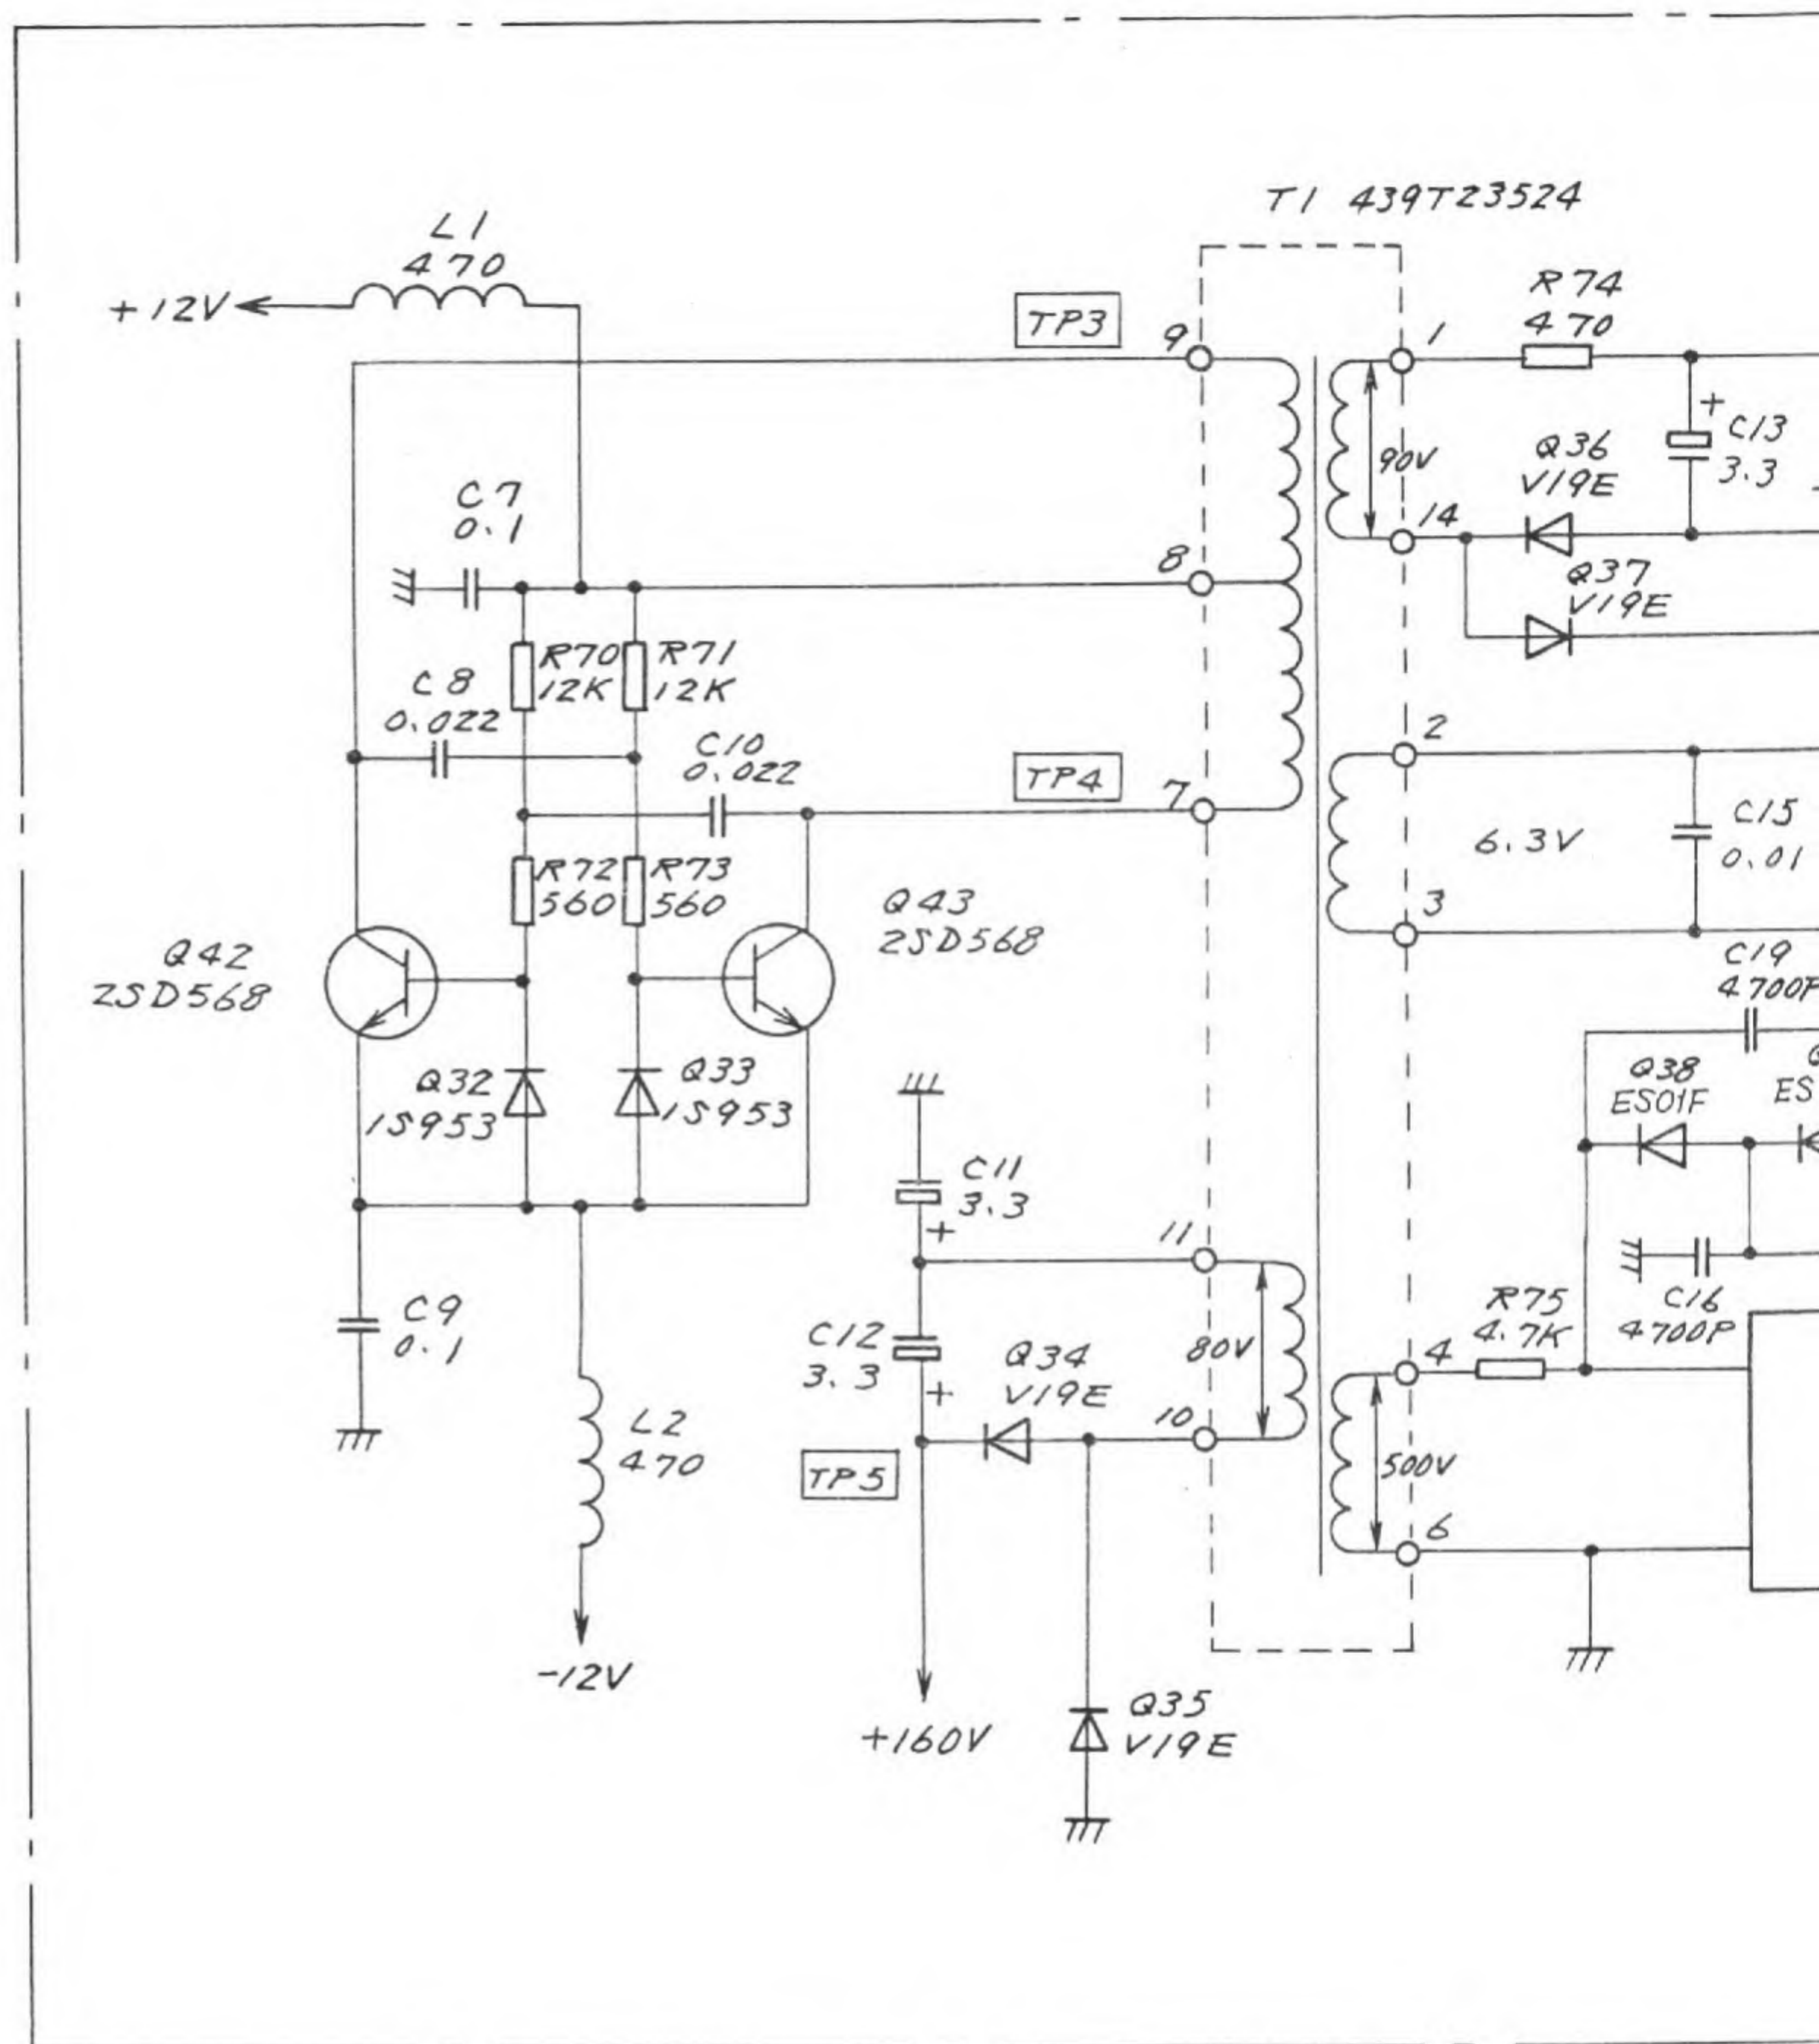 T1 439T23524
L1
470
+12V
TP3
9
1
R74
470
+
C13
3.3
90V
Q36
V19E
C7
0.1
14
8
Q37
V19E
R70
12K
R71
12K
C8
0.022
C10
0.022
TP4
7
2
C15
0.01
6.3V
R72
560
R73
560
3
Q43
2SD568
Q42
2SD568
C19
4700P
Q32
1S953
Q33
1S953
Q38
ES01F
ES
C11
3.3
+
11
C9
0.1
C12
3.3
+
Q34
V19E
80V
R75
4.7K
C16
4700P
4
10
L2
470
TP5
500V
6
-12V
+160V
Q35
V19E